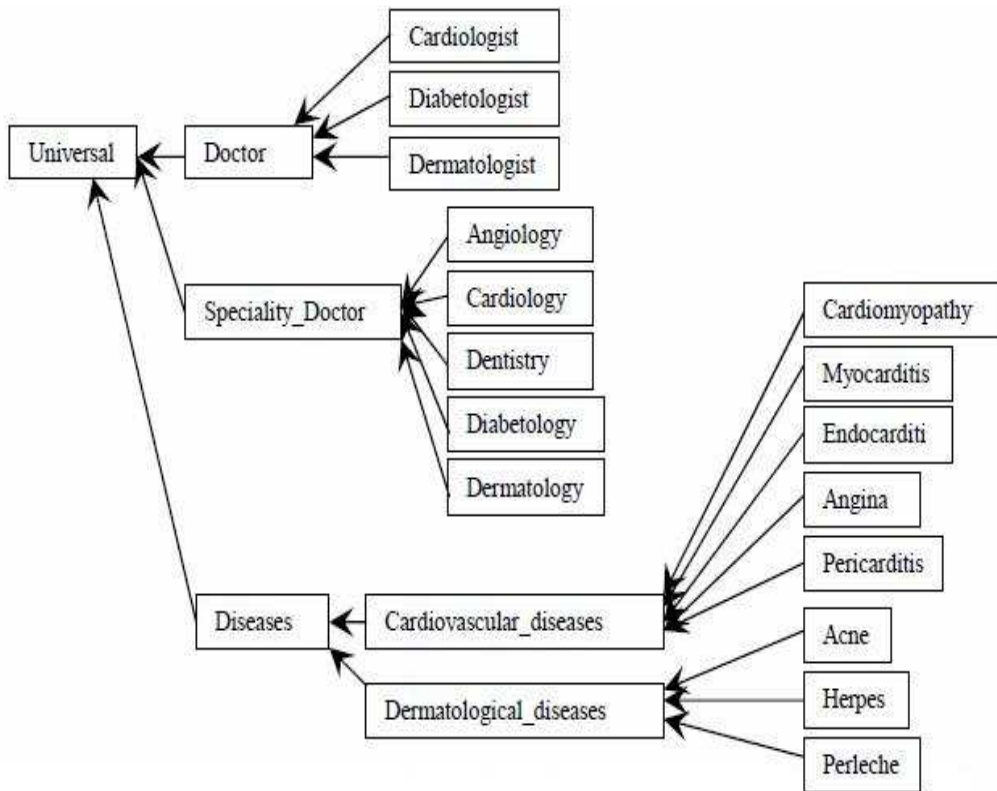 Cardiologist
Diabetologist
Universal
Doctor
Dermatologist
Angiology
Speciality_Doctor
Cardiology
Dentistry
Diabetology
Dermatology
Cardiomyopathy
Myocarditis
Endocarditi
Angina
Pericarditis
Diseases
Cardiovascular_diseases
Acne
Dermatological_diseases
Herpes
Perleche